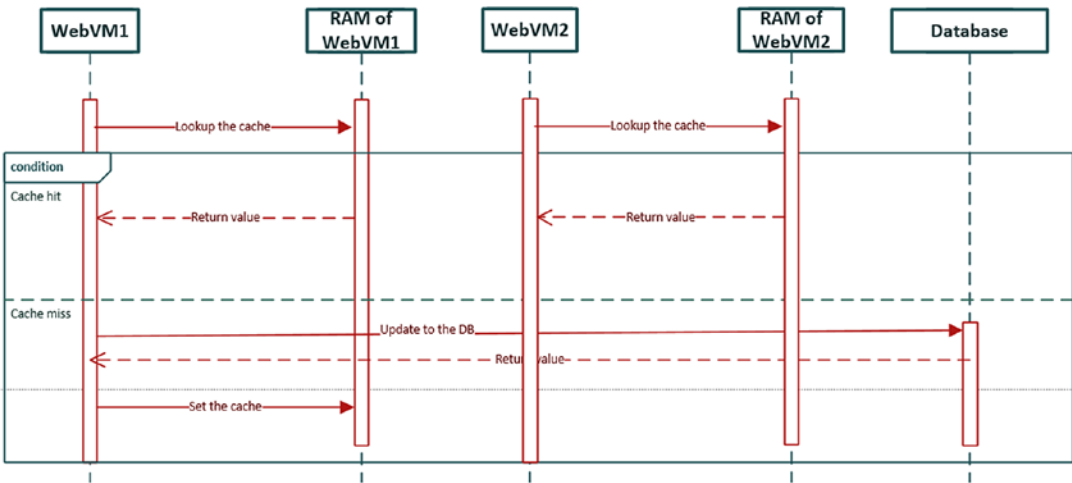 WebVM1
RAM of
WebVM1
WebVM2
RAM of
WebVM2
Database
Lookup the cache
Lookup the cache
condition
Cache hit
Return value
Return value
Cache miss
Update to the DB
Return value
Set the cache